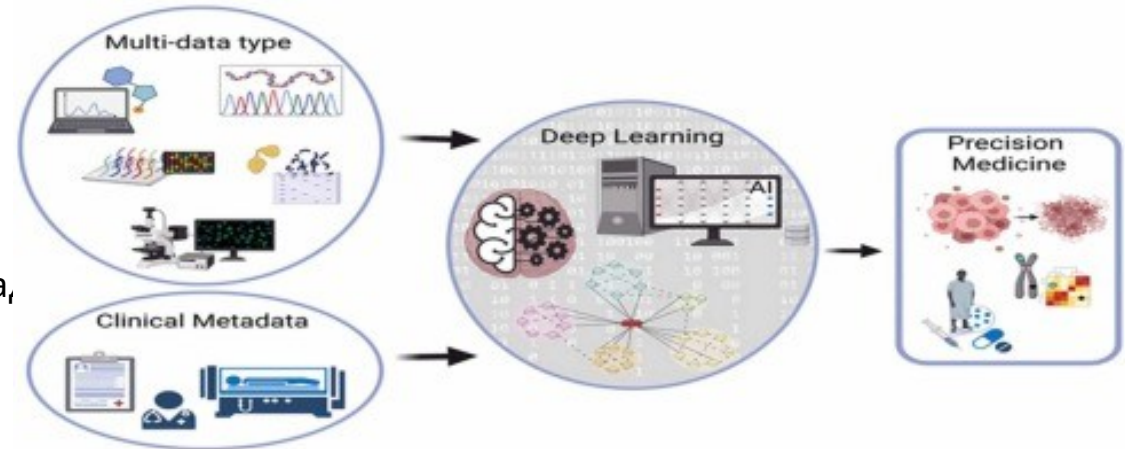 Multi-data type
Clinical Metadata
Deep Learning
AI
Precision
Medicine